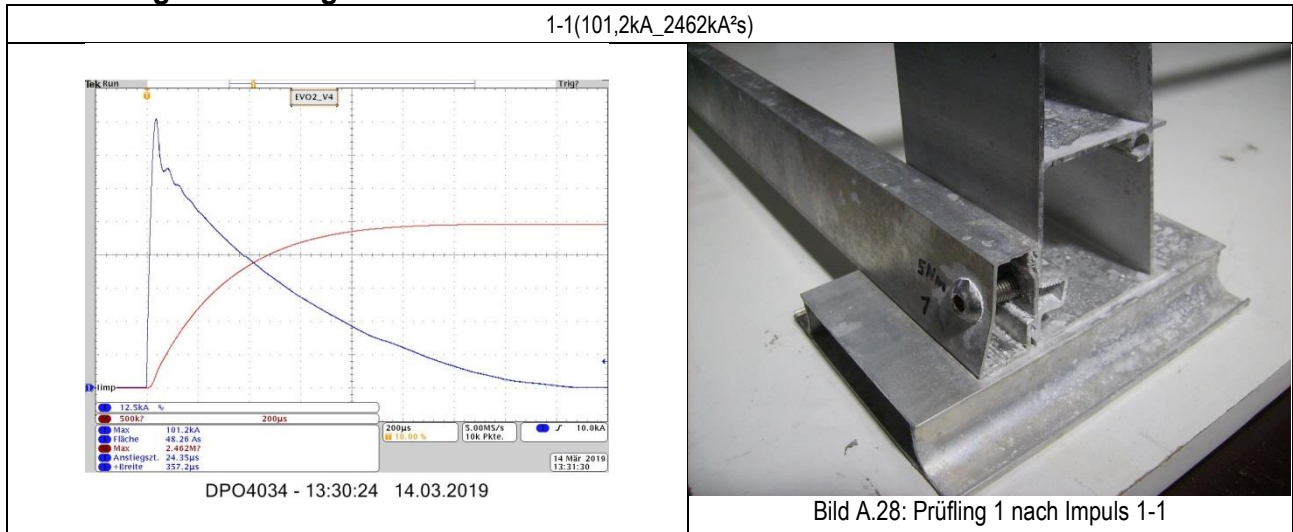 1-1(101,2kA_2462kA²s)
Tek Run
Trig?
EVO2_V4
Iimp
12.5kA
500k? 200µs
Max 101.2kA
Fläche 48.26 As
Max 2.462M?
Anstiegszt. 24.35µs
+Breite 357.2µs
200µs
10.00 %
5.00MS/s
10k Pkte.
10.0kA
14 Mär 2019
13:31:30
DPO4034 - 13:30:24 14.03.2019
5Nm
1
Bild A.28: Prüfling 1 nach Impuls 1-1